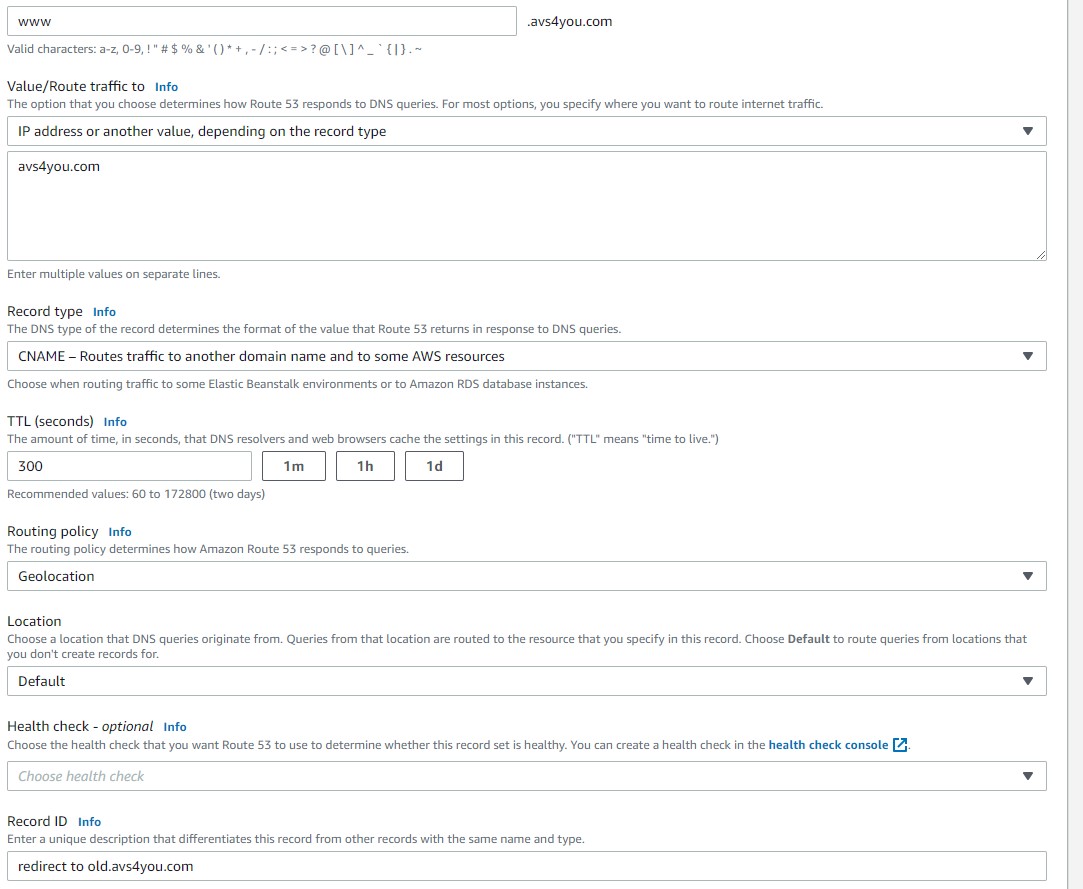 www .avs4you.com
Valid characters: a-z, 0-9, ! " # $ % & ' ( ) * + , - / : ; < = > ? @ [ \ ] ^ _ ` { | } . ~
Value/Route traffic to Info
The option that you choose determines how Route 53 responds to DNS queries. For most options, you specify where you want to route internet traffic.
IP address or another value, depending on the record type
avs4you.com
Enter multiple values on separate lines.
Record type Info
The DNS type of the record determines the format of the value that Route 53 returns in response to DNS queries.
CNAME – Routes traffic to another domain name and to some AWS resources
Choose when routing traffic to some Elastic Beanstalk environments or to Amazon RDS database instances.
TTL (seconds) Info
The amount of time, in seconds, that DNS resolvers and web browsers cache the settings in this record. ("TTL" means "time to live.")
300 1m 1h 1d
Recommended values: 60 to 172800 (two days)
Routing policy Info
The routing policy determines how Amazon Route 53 responds to queries.
Geolocation
Location
Choose a location that DNS queries originate from. Queries from that location are routed to the resource that you specify in this record. Choose Default to route queries from locations that
you don't create records for.
Default
Health check - optional Info
Choose the health check that you want Route 53 to use to determine whether this record set is healthy. You can create a health check in the health check console.
Choose health check
Record ID Info
Enter a unique description that differentiates this record from other records with the same name and type.
redirect to old.avs4you.com